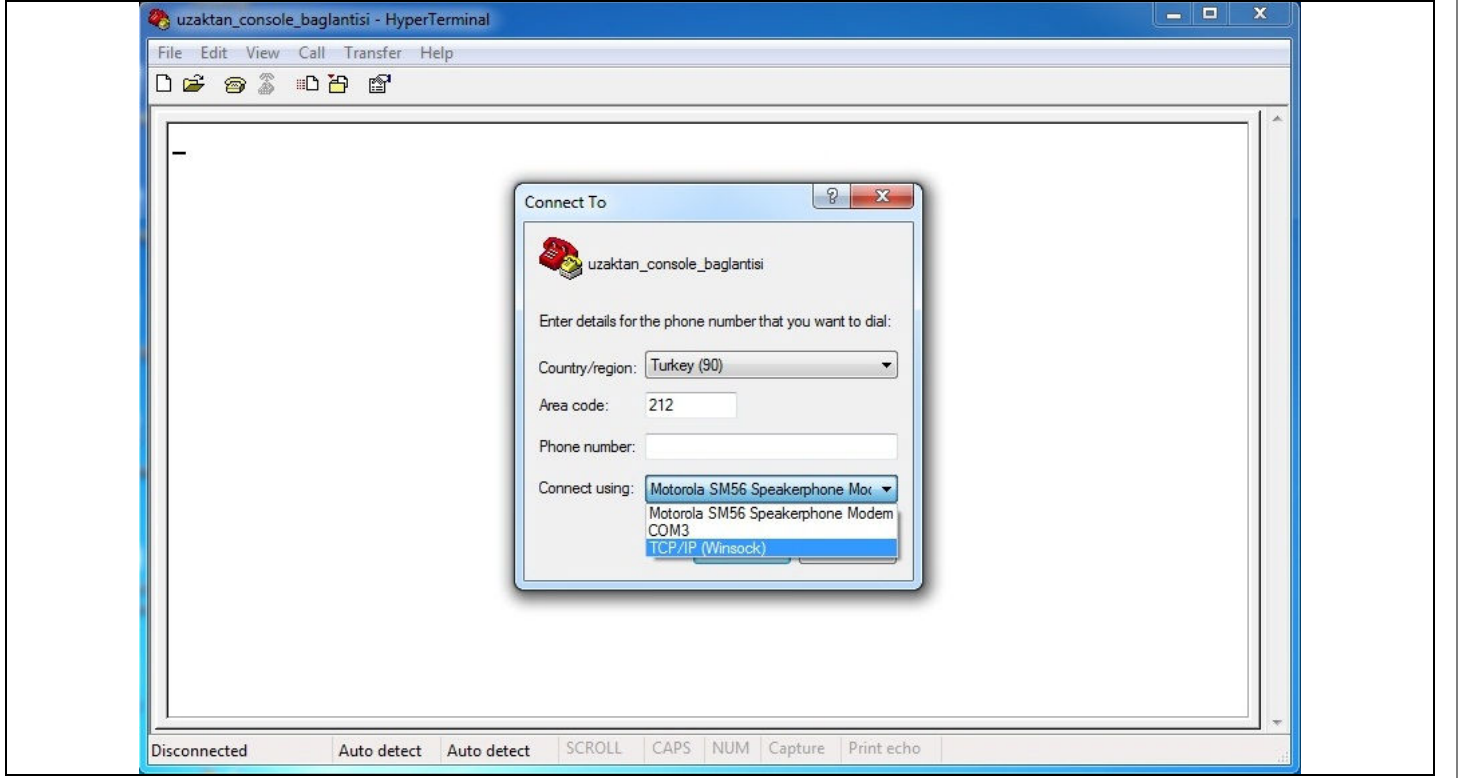 uzaktan_console_baglantisi - HyperTerminal
File Edit View Call Transfer Help
Connect To
uzaktan_console_baglantisi
Enter details for the phone number that you want to dial:
Country/region: Turkey (90)
Area code: 212
Phone number:
Connect using: Motorola SM56 Speakerphone Moc
Motorola SM56 Speakerphone Modem
COM3
TCP/IP (Winsock)
Disconnected Auto detect Auto detect SCROLL CAPS NUM Capture Print echo